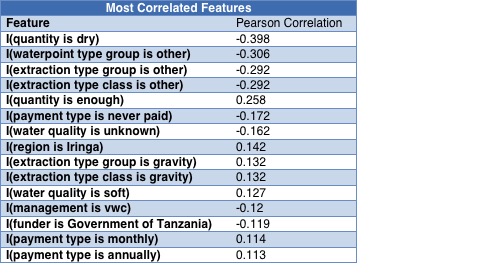 Most Correlated Features
Feature Pearson Correlation
I(quantity is dry) -0.398
I(waterpoint type group is other) -0.306
I(extraction type group is other) -0.292
I(extraction type class is other) -0.292
I(quantity is enough) 0.258
I(payment type is never paid) -0.172
I(water quality is unknown) -0.162
I(region is Iringa) 0.142
I(extraction type group is gravity) 0.132
I(extraction type class is gravity) 0.132
I(water quality is soft) 0.127
I(management is vwc) -0.12
I(funder is Government of Tanzania) -0.119
I(payment type is monthly) 0.114
I(payment type is annually) 0.113